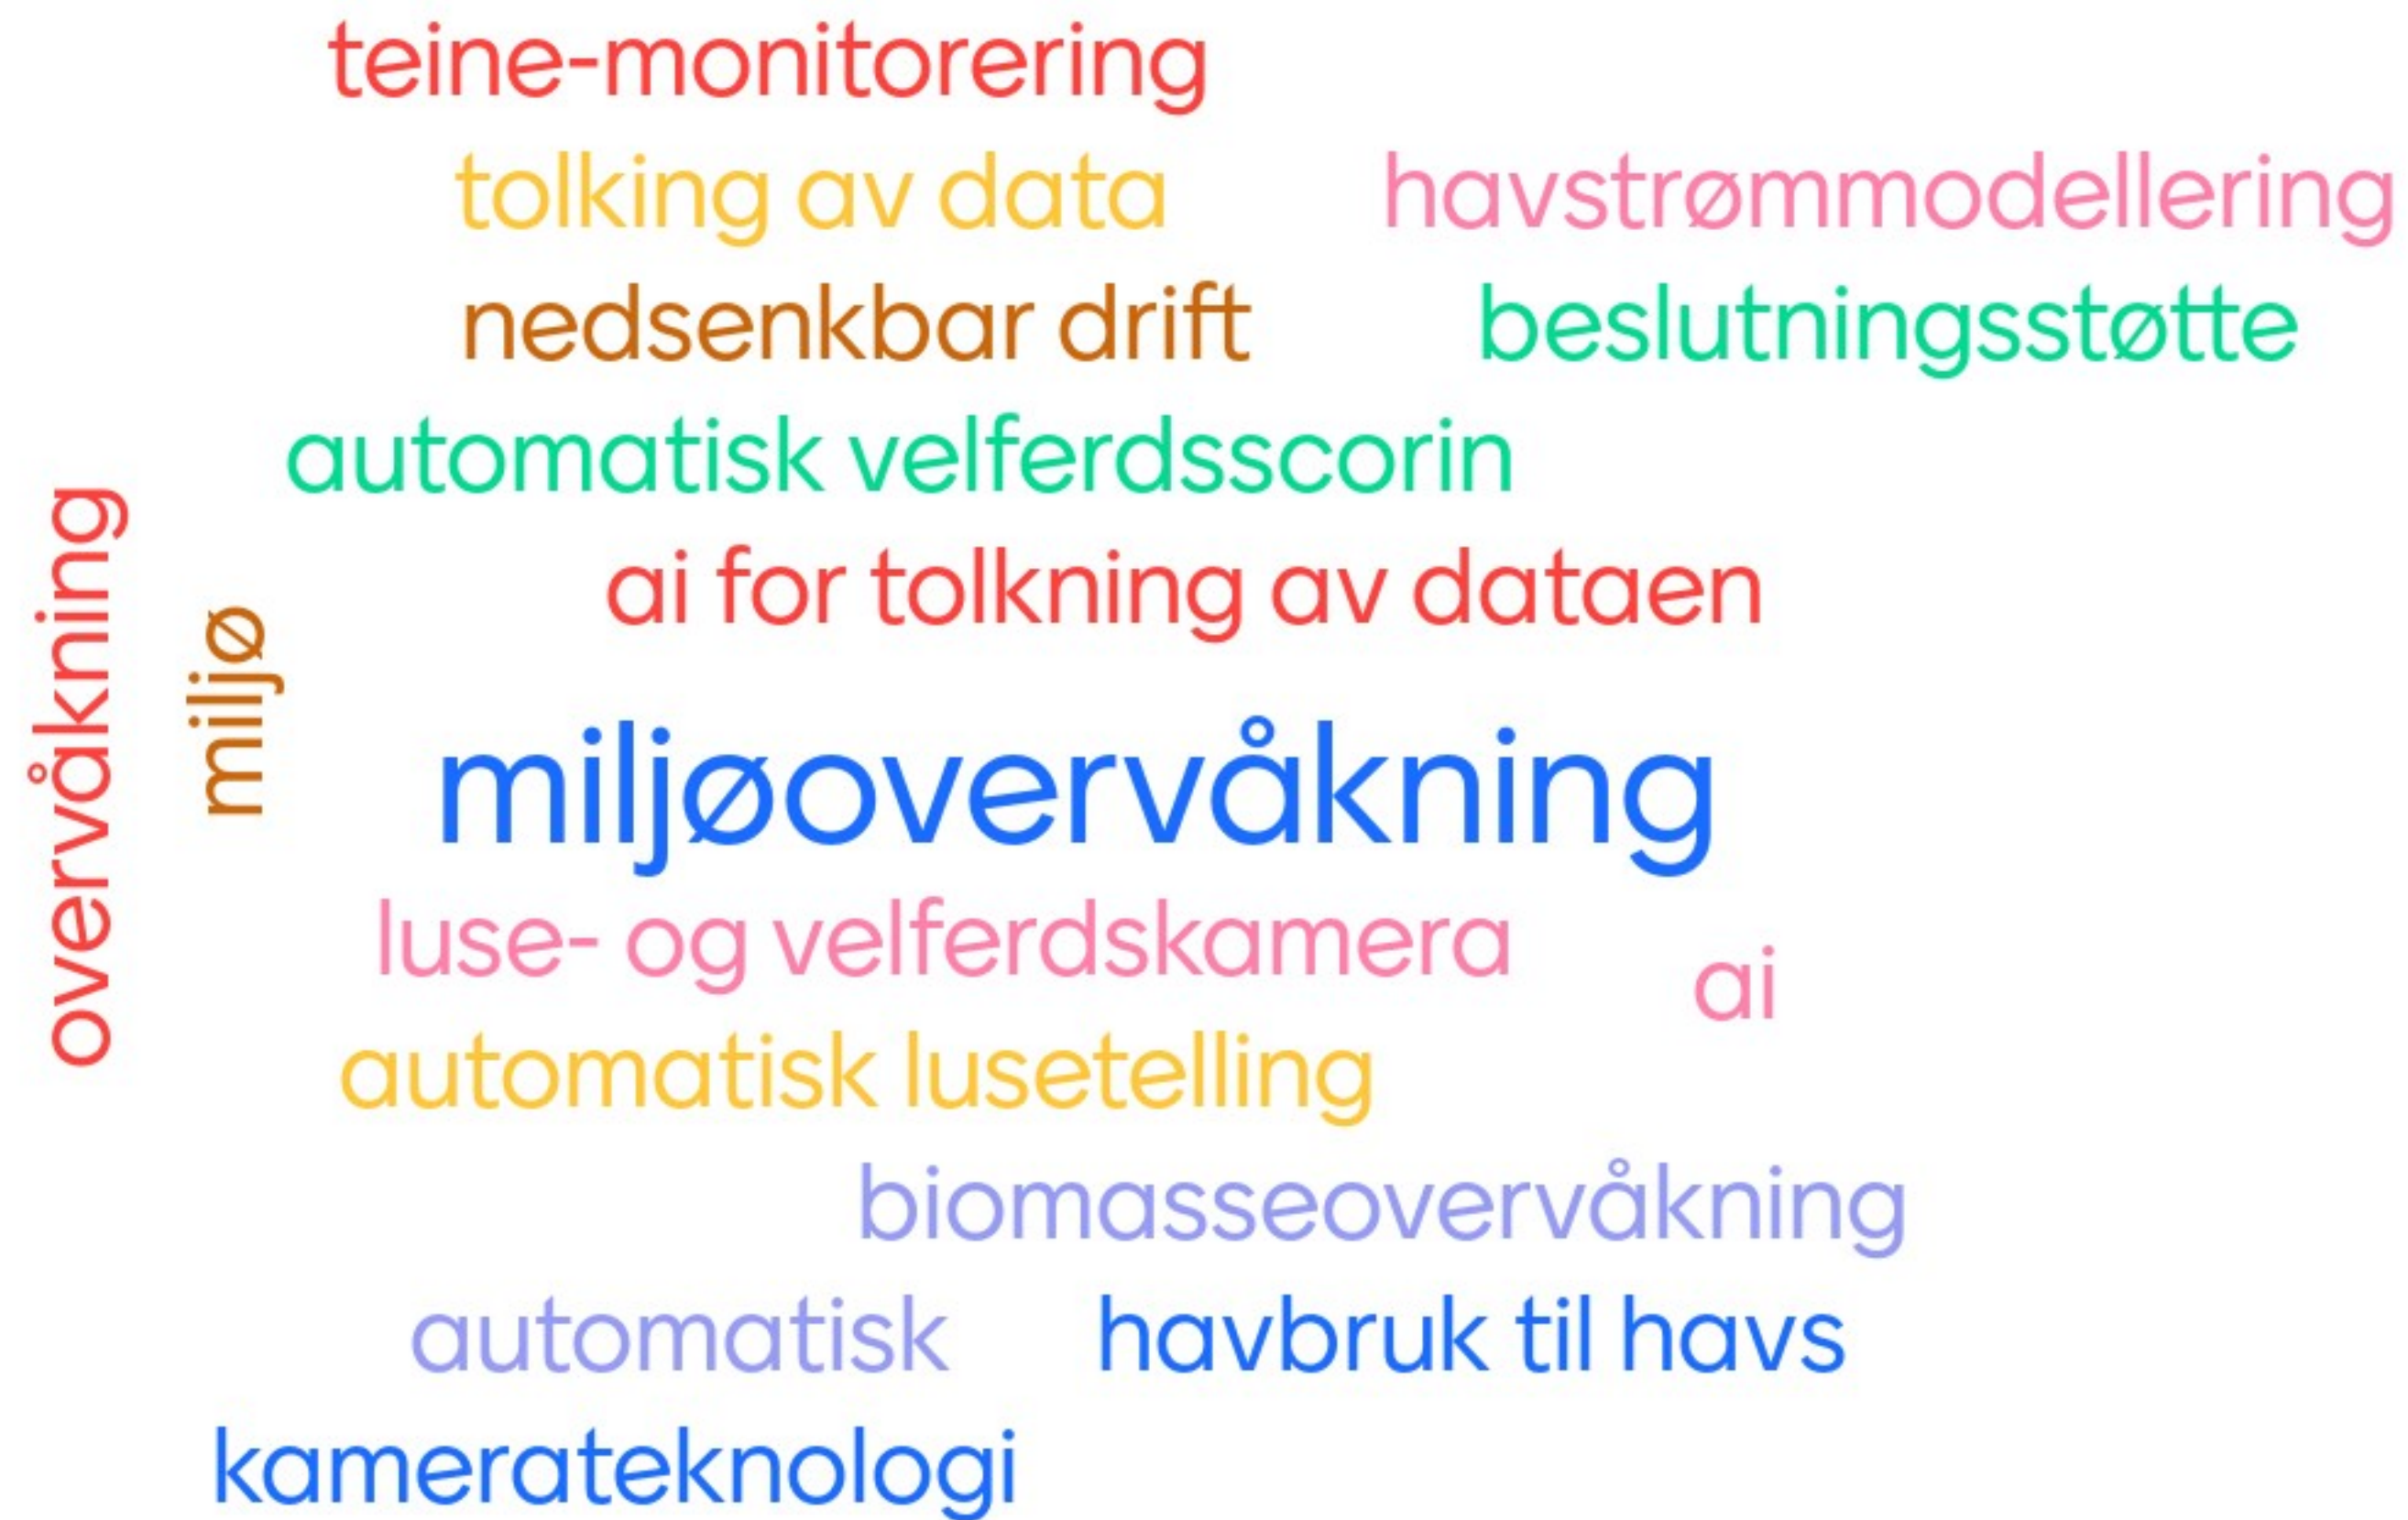 teine-monitorering
tolking av data
havstrømmodellering
nedsenkbar drift
beslutningsstøtte
automatisk velferdsscorin
ai for tolkning av dataen
overvåkning
miljø
miljøovervåkning
luse- og velferdskamera
ai
automatisk lusetelling
biomasseovervåkning
automatisk
havbruk til havs
kamerateknologi